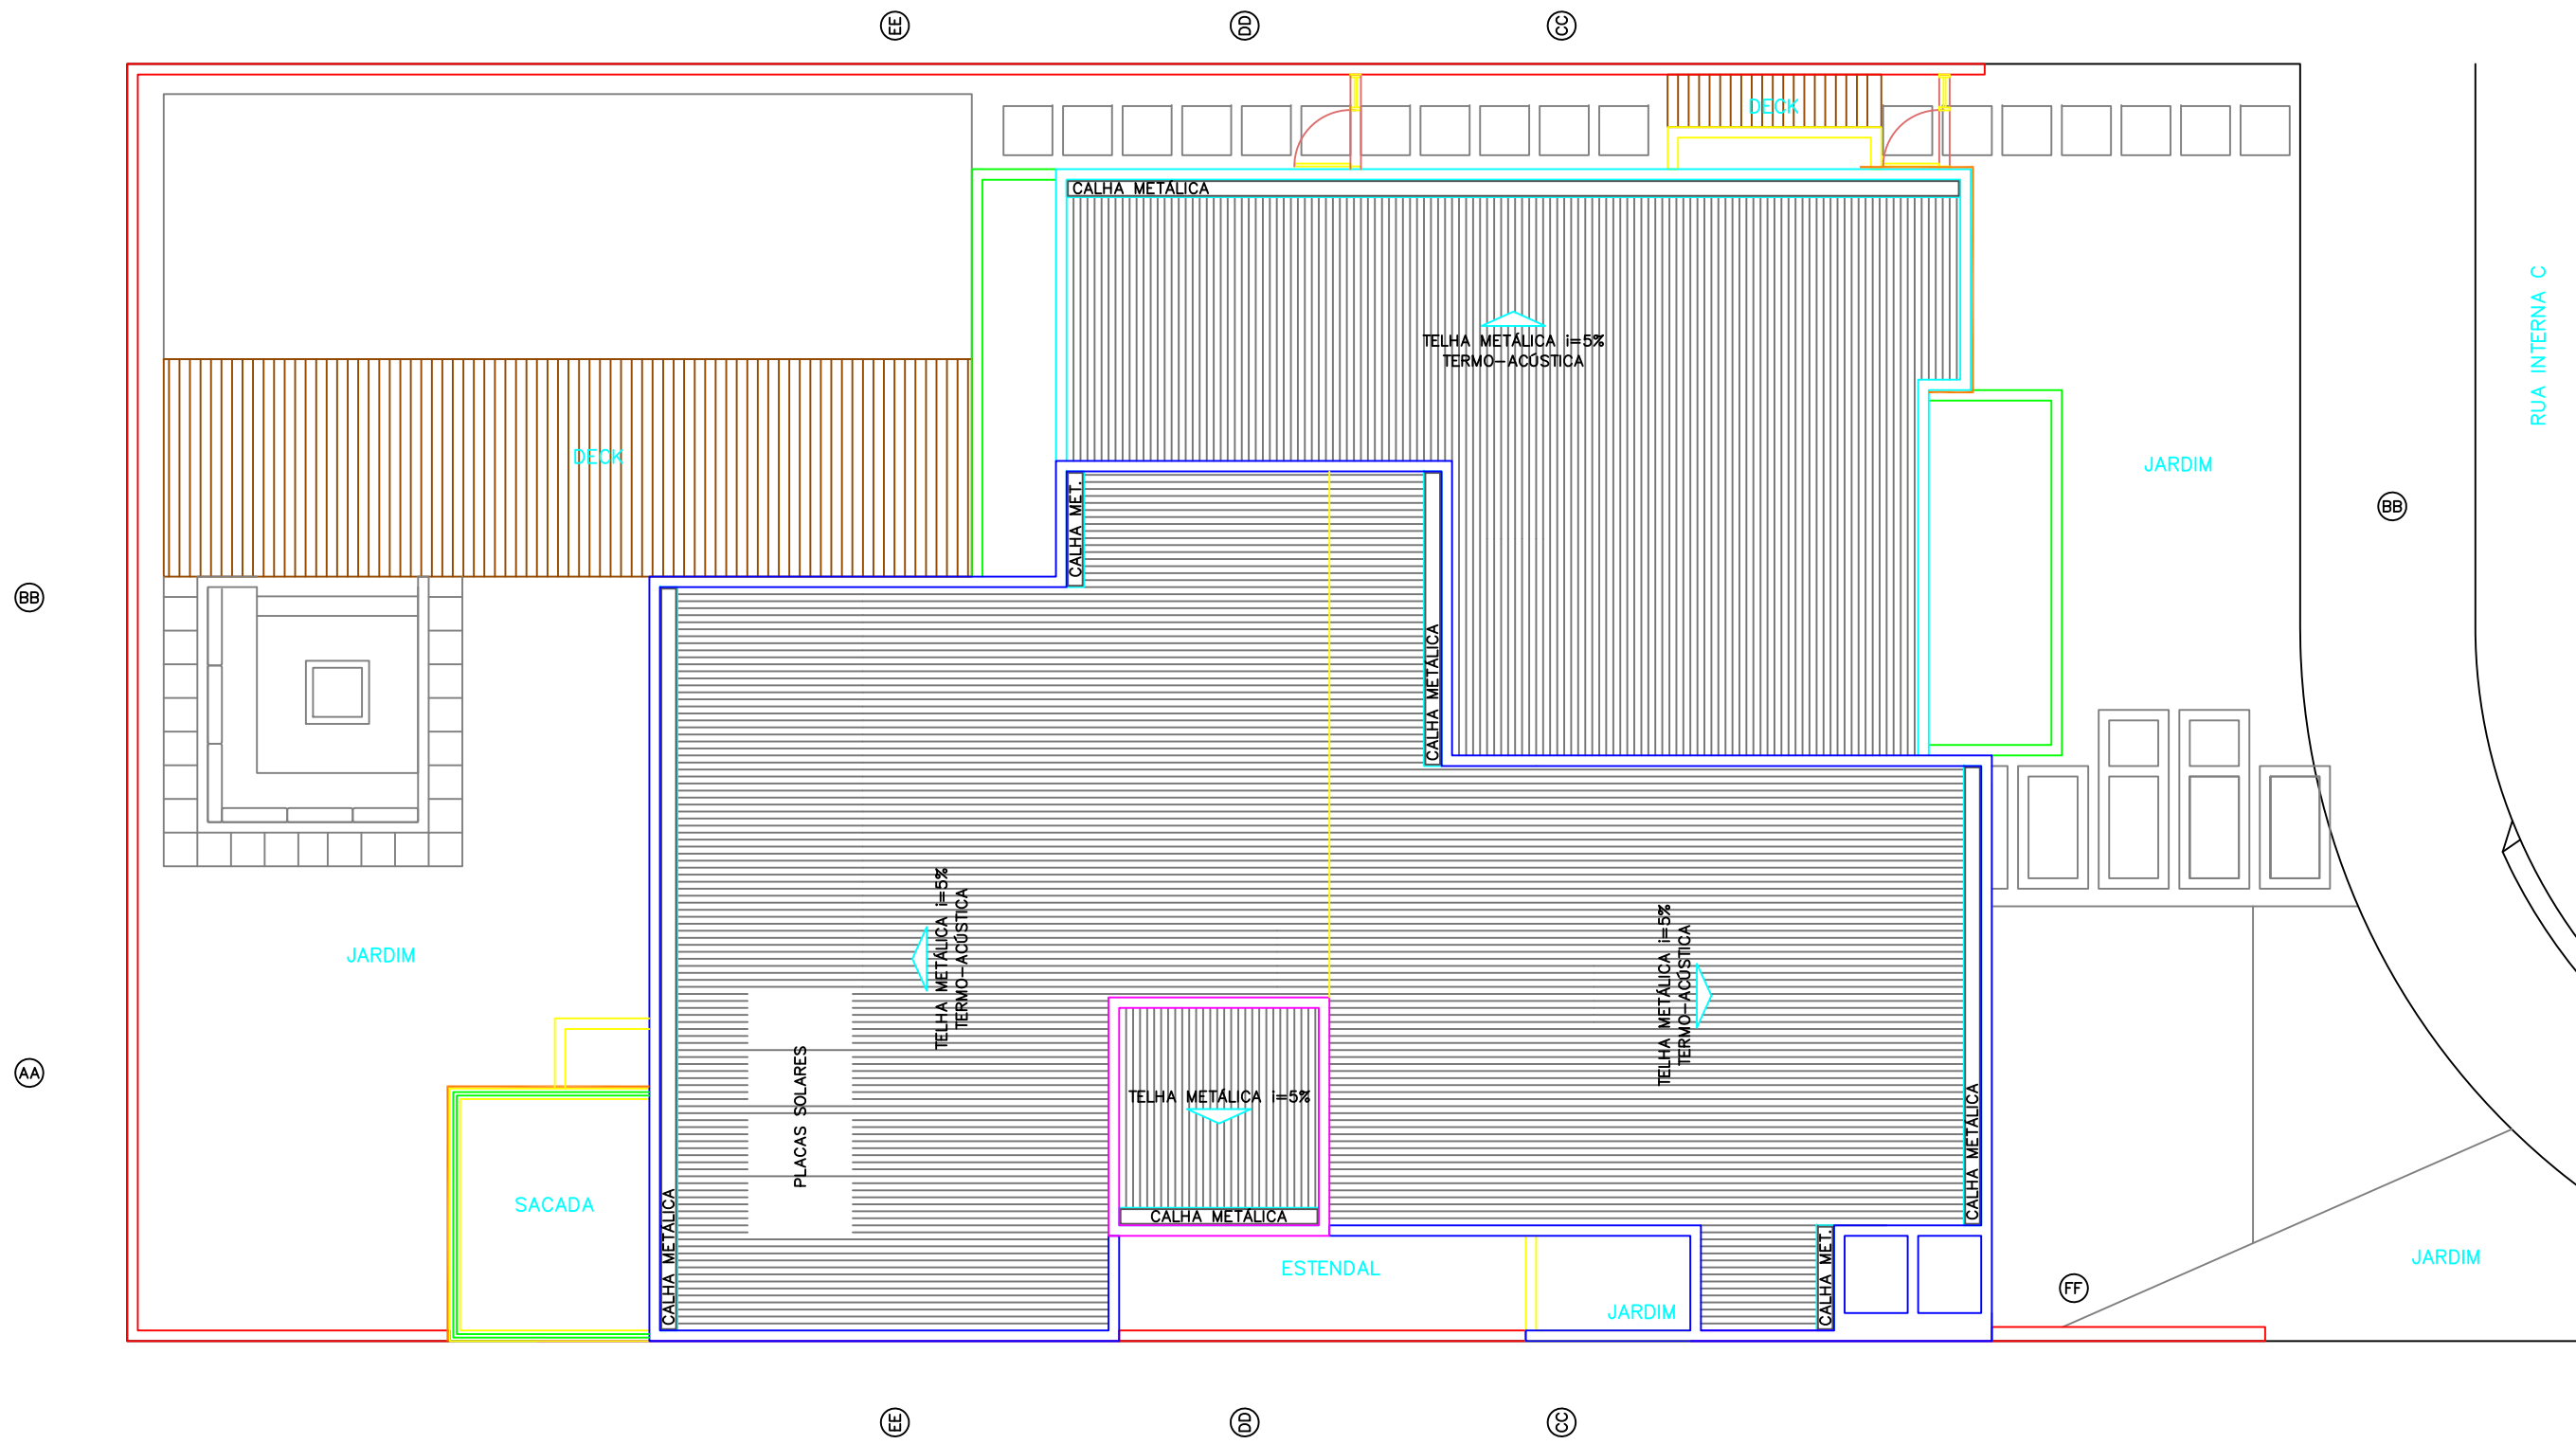 EE
DD
CC
DECK
CALHA METÁLICA
RUA INTERNA C
TELHA METÁLICA i=5%
TERMO-ACÚSTICA
DECK
JARDIM
CALHA MET.
BB
BB
CALHA METÁLICA
TELHA METÁLICA i=5%
TERMO-ACÚSTICA
TELHA METÁLICA i=5%
TERMO-ACÚSTICA
JARDIM
AA
PLACAS SOLARES
TELHA METÁLICA i=5%
CALHA METÁLICA
SACADA
CALHA METÁLICA
CALHA METÁLICA
ESTENDAL
JARDIM
CALHA MET.
FF
JARDIM
EE
DD
CC